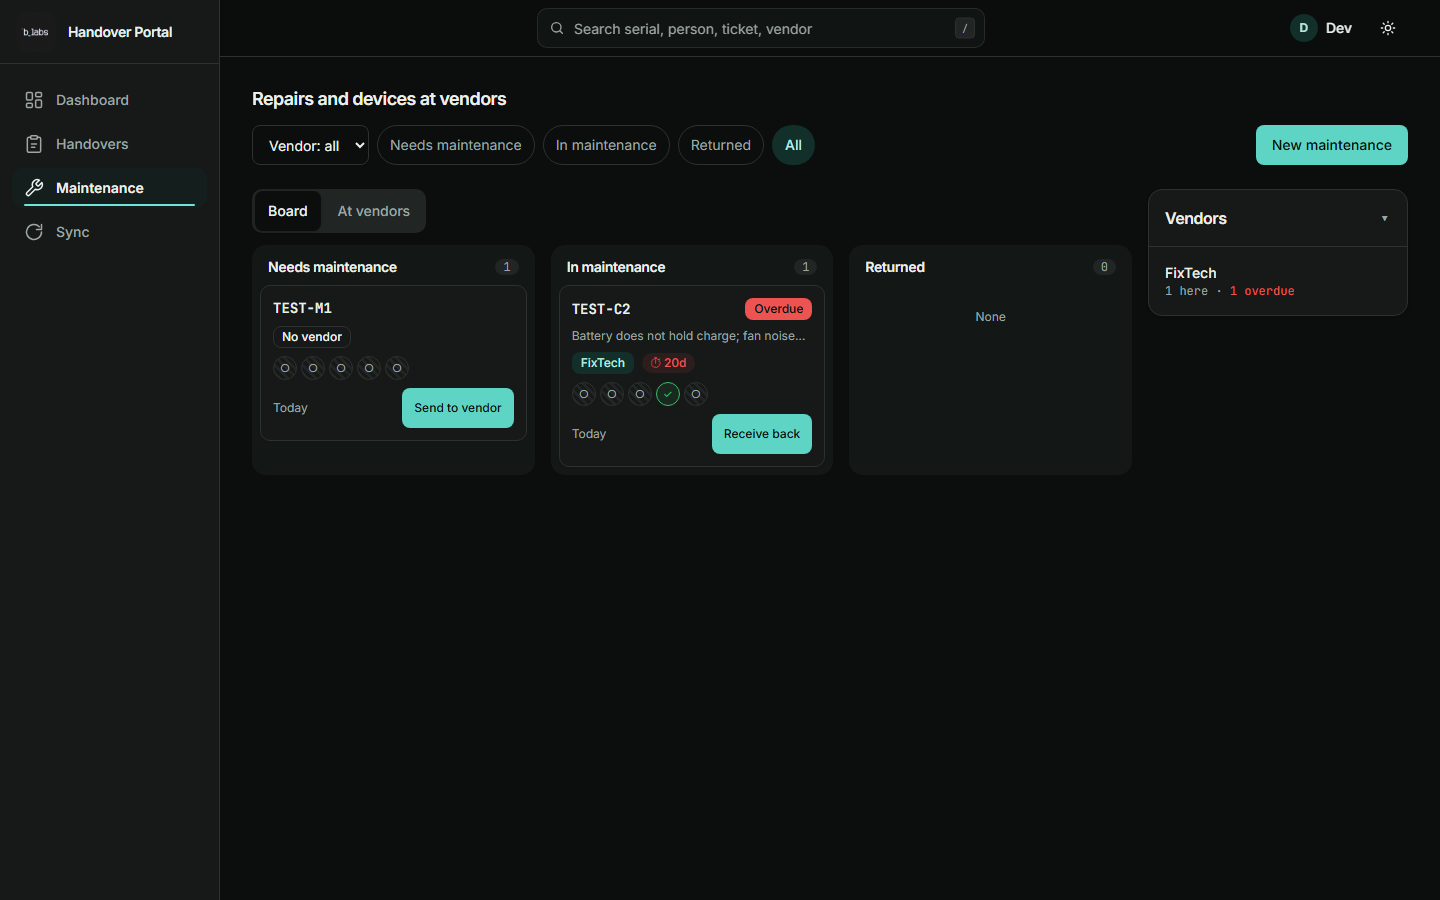 b_labs
Handover Portal
Search serial, person, ticket, vendor
/
D
Dev
Dashboard
Handovers
Maintenance
Sync
Repairs and devices at vendors
Vendor: all
Needs maintenance
In maintenance
Returned
All
New maintenance
Board
At vendors
Needs maintenance
1
TEST-M1
No vendor
Today
Send to vendor
In maintenance
1
TEST-C2
Overdue
Battery does not hold charge; fan noise...
FixTech
20d
Today
Receive back
Returned
0
None
Vendors
FixTech
1 here · 1 overdue